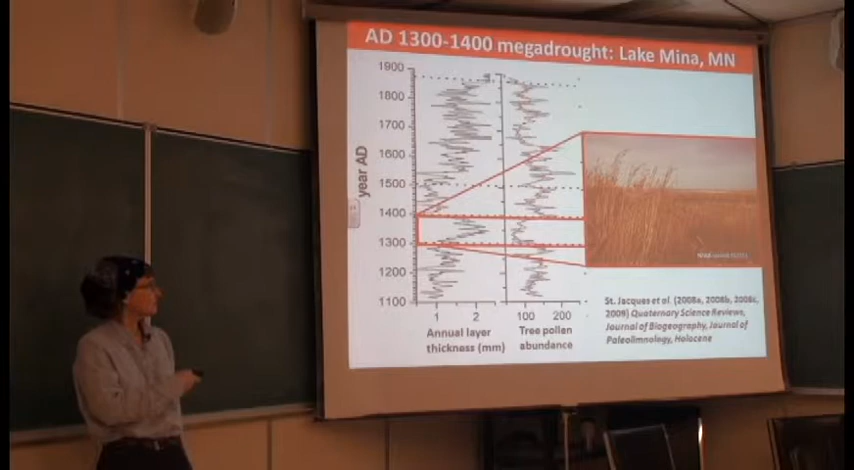 AD 1300-1400 megadrought: Lake Mina, MN
1900
1800
1700
1600
1500
1400
1300
1200
1100
year AD
1 2
100 200
Annual layer
thickness (mm)
Tree pollen
abundance
St. Jacques et al. (2008a, 2008b, 2008c,
2009) Quaternary Science Reviews,
Journal of Biogeography, Journal of
Paleolimnology, Holocene